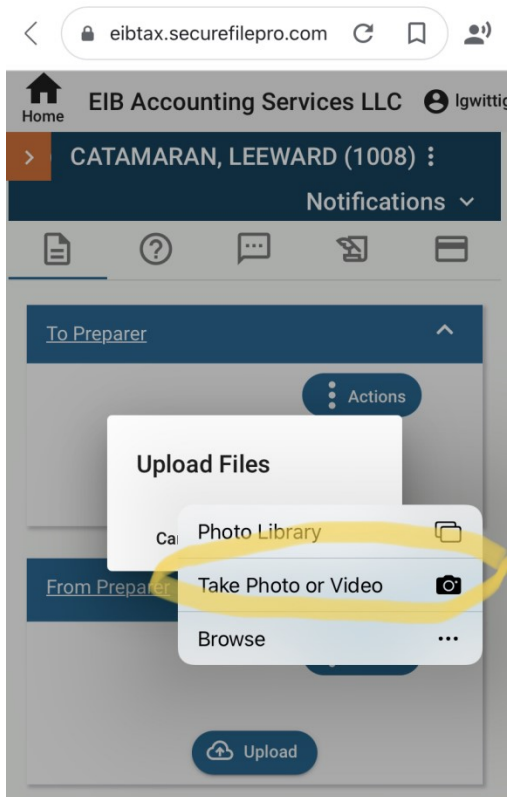 eibtax.securefilepro.com
Home
EIB Accounting Services LLC
lgwittig
CATAMARAN, LEEWARD (1008)
Notifications
To Preparer
Actions
Upload Files
Photo Library
Take Photo or Video
From Preparer
Browse
Upload